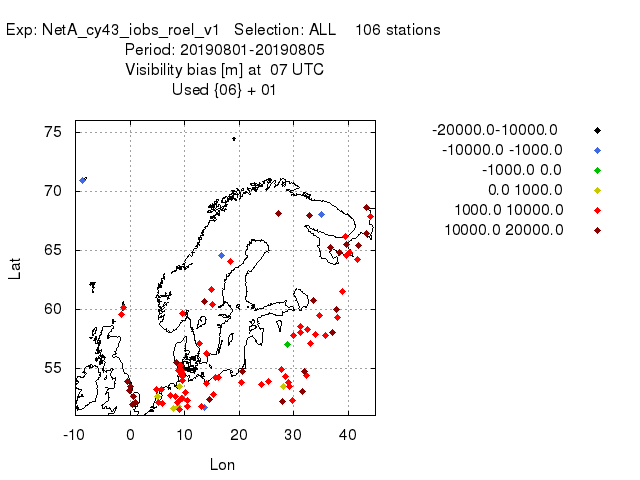 Exp: NetA_cy43_iobs_roel_v1 Selection: ALL 106 stations
Period: 20190801-20190805
Visibility bias [m] at 07 UTC
Used {06} + 01
-20000.0-10000.0
-10000.0 -1000.0
-1000.0 0.0
0.0 1000.0
1000.0 10000.0
10000.0 20000.0
75
70
65
60
55
Lat
-10 0 10 20 30 40
Lon